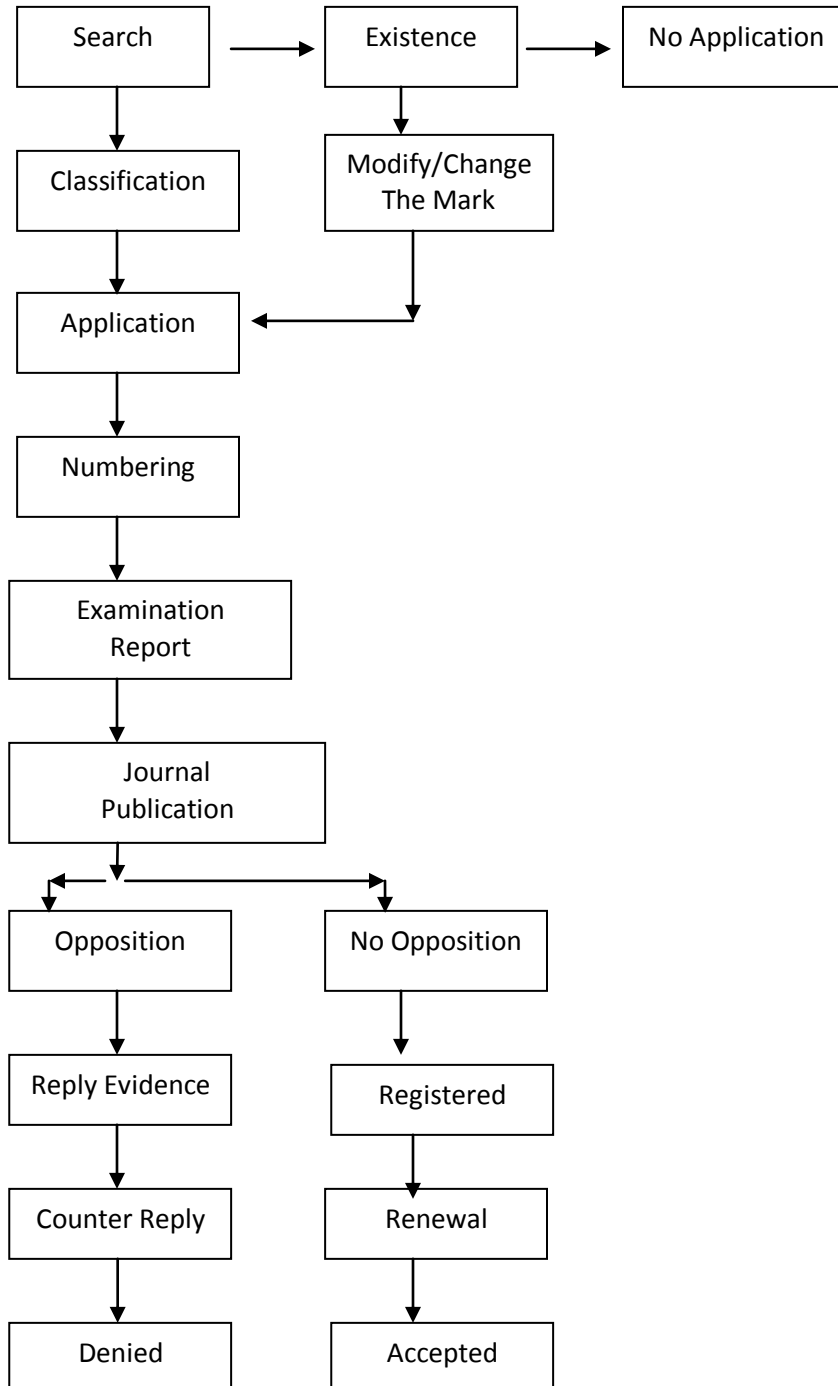 Search
Existence
No Application
Classification
Modify/Change
The Mark
Application
Numbering
Examination
Report
Journal
Publication
Opposition
No Opposition
Reply Evidence
Registered
Counter Reply
Renewal
Denied
Accepted